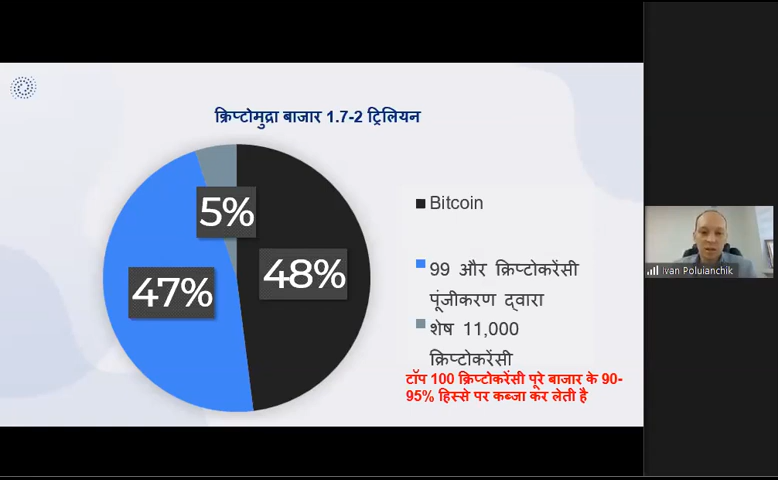 क्रिप्टोमुद्रा बाजार 1.7-2 ट्रिलियन
5%
48%
47%
Bitcoin
99 और क्रिप्टोकरेंसी
पूंजीकरण द्वारा
शेष 11,000
क्रिप्टोकरेंसी
टॉप 100 क्रिप्टोकरेंसी पूरे बाजार के 90-
95% हिस्से पर कब्जा कर लेती है
Ivan Poluianchik